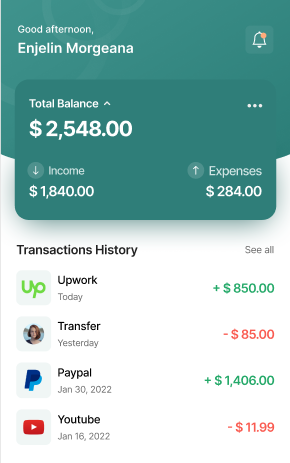 Good afternoon,
Enjelin Morgeana
Total Balance
$ 2,548.00
Income
Expenses
$ 1,840.00
$ 284.00
Transactions History
See all
Up
Upwork
Today
+ $ 850.00
Transfer
Yesterday
- $ 85.00
Paypal
Jan 30, 2022
+ $ 1,406.00
Youtube
Jan 16, 2022
- $ 11.99